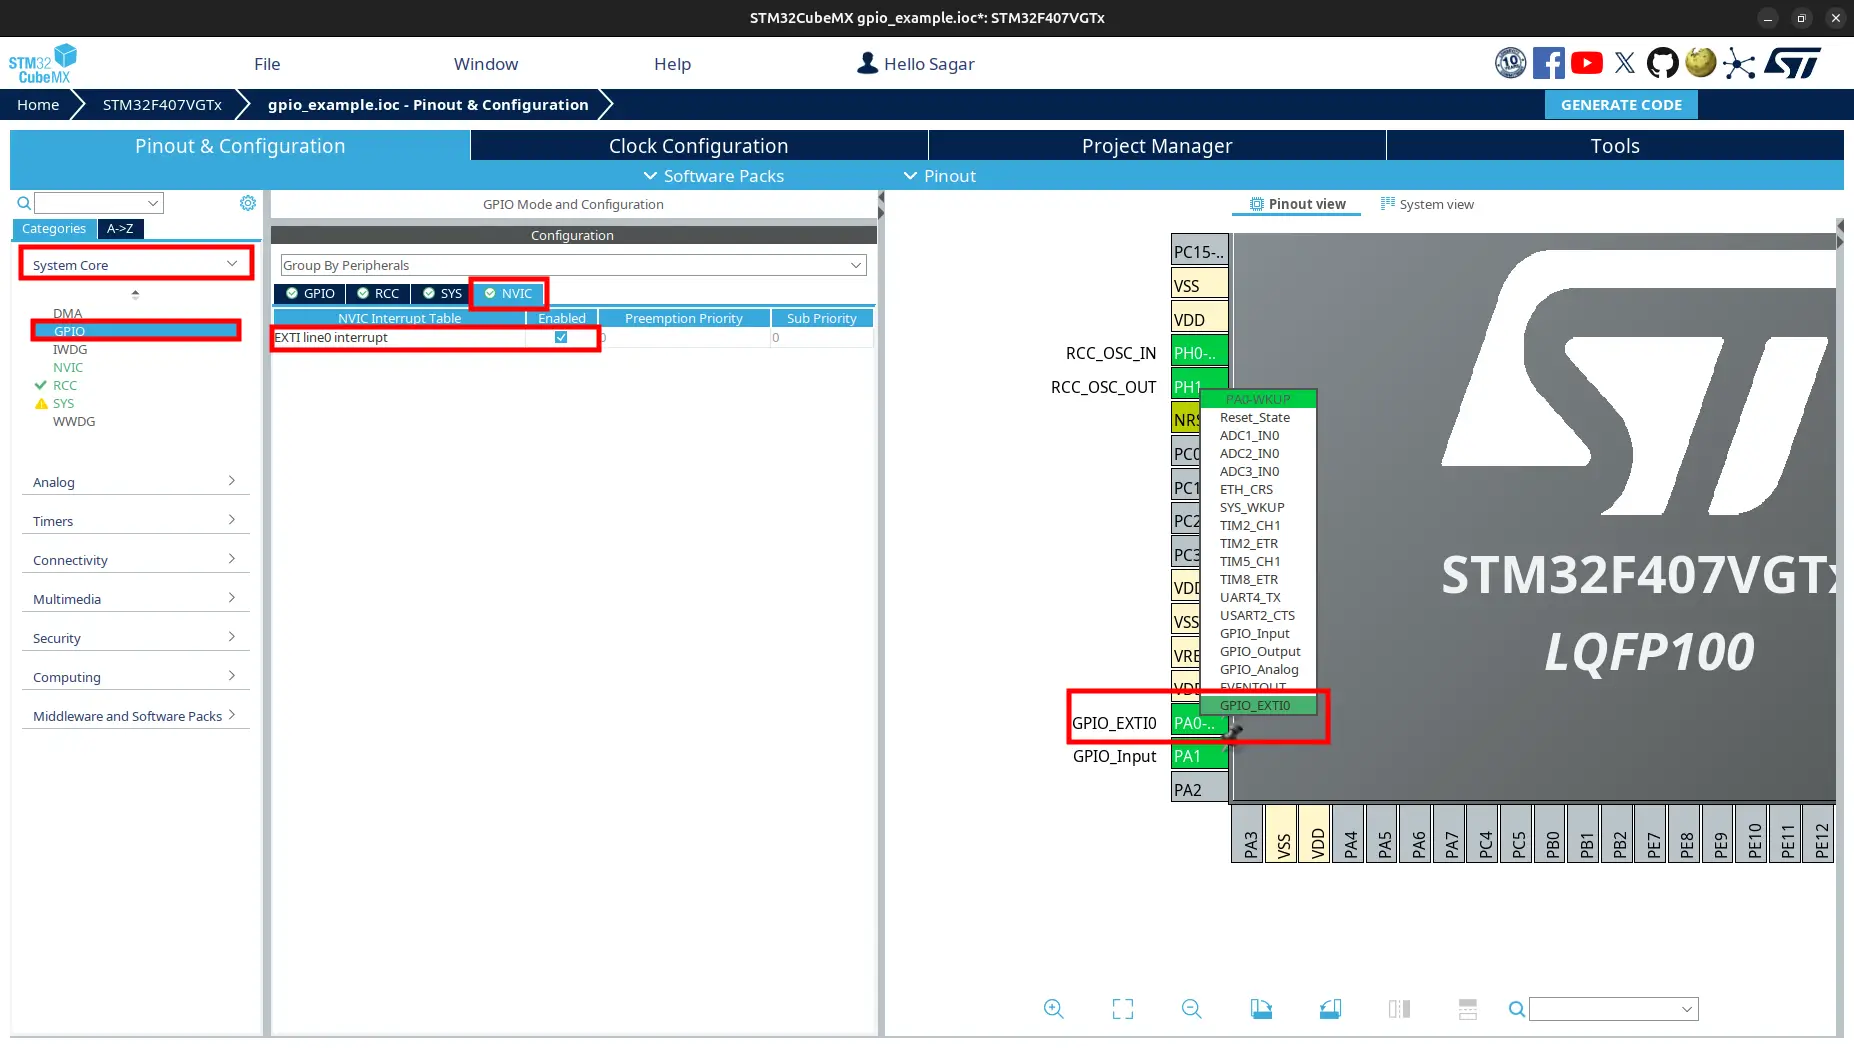 STM32CubeMX gpio_example.ioc*: STM32F407VGTx
STM32
CubeMX
File
Window
Help
Hello Sagar
10
Home
STM32F407VGTx
gpio_example.ioc - Pinout & Configuration
GENERATE CODE
Pinout & Configuration
Clock Configuration
Project Manager
Tools
Software Packs
Pinout
Categories
A->Z
System Core
DMA
GPIO
IWDG
NVIC
RCC
SYS
WWDG
Analog
Timers
Connectivity
Multimedia
Security
Computing
Middleware and Software Packs
GPIO Mode and Configuration
Configuration
Group By Peripherals
GPIO
RCC
SYS
NVIC
NVIC Interrupt Table
Enabled
Preemption Priority
Sub Priority
EXTI line0 interrupt
0
0
Pinout view
System view
PC15-..
VSS
VDD
RCC_OSC_IN
PH0-..
RCC_OSC_OUT
PH1
NRS
PC0
PC1
PC2
PC3
VDD
VSS
VRE
VDD
PA0-WKUP
Reset_State
ADC1_IN0
ADC2_IN0
ADC3_IN0
ETH_CRS
SYS_WKUP
TIM2_CH1
TIM2_ETR
TIM5_CH1
TIM8_ETR
UART4_TX
USART2_CTS
GPIO_Input
GPIO_Output
GPIO_Analog
EVENTOUT
GPIO_EXTI0
GPIO_EXTI0
PA0-..
GPIO_Input
PA1
PA2
STM32F407VGTx
LQFP100
PA3
VSS
VDD
PA4
PA5
PA6
PA7
PC4
PC5
PB0
PB1
PB2
PE7
PE8
PE9
PE10
PE11
PE12